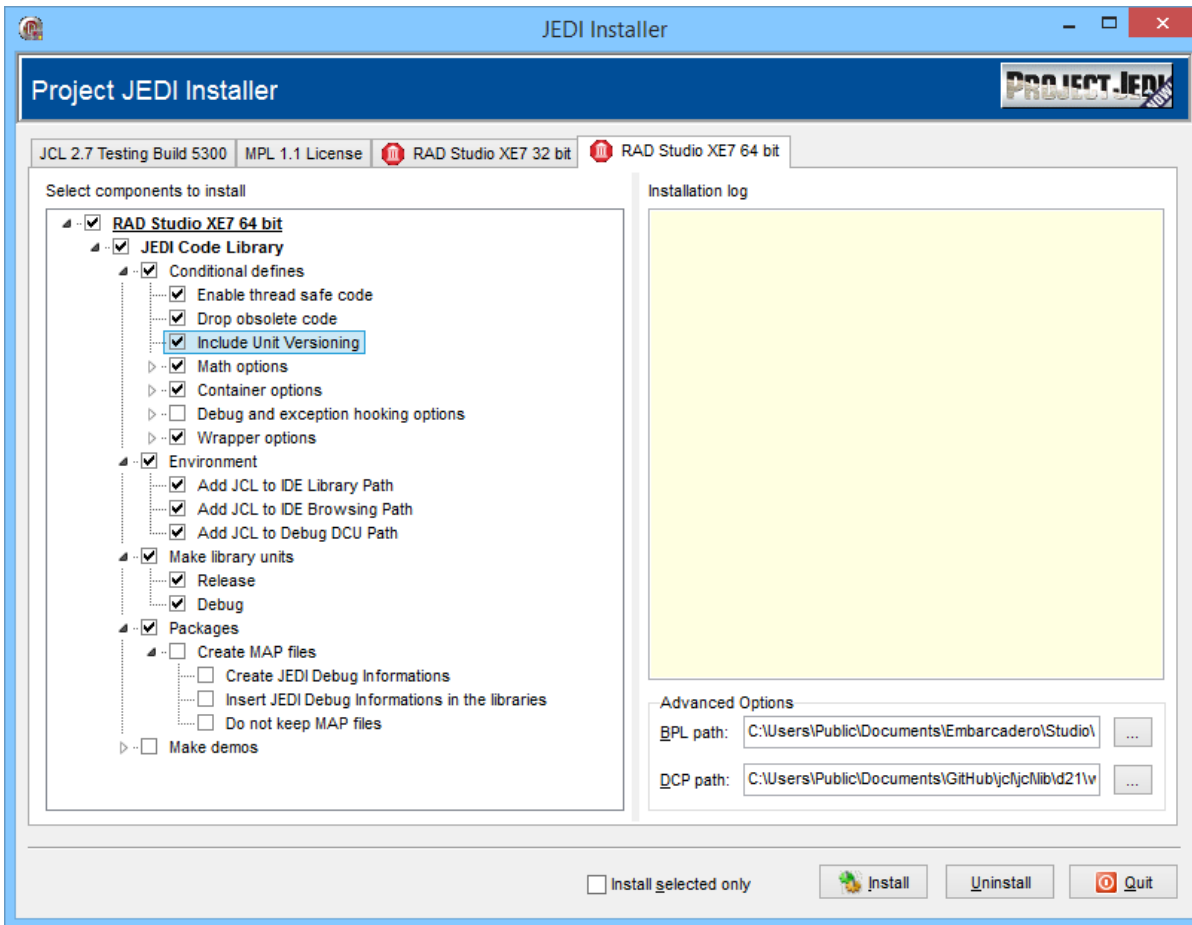 JEDI Installer
Project JEDI Installer
PROJECT JEDI
NOW
JCL 2.7 Testing Build 5300
MPL 1.1 License
RAD Studio XE7 32 bit
RAD Studio XE7 64 bit
Select components to install
RAD Studio XE7 64 bit
JEDI Code Library
Conditional defines
Enable thread safe code
Drop obsolete code
Include Unit Versioning
Math options
Container options
Debug and exception hooking options
Wrapper options
Environment
Add JCL to IDE Library Path
Add JCL to IDE Browsing Path
Add JCL to Debug DCU Path
Make library units
Release
Debug
Packages
Create MAP files
Create JEDI Debug Informations
Insert JEDI Debug Informations in the libraries
Do not keep MAP files
Make demos
Installation log
Advanced Options
BPL path: C:\Users\Public\Documents\Embarcadero\Studio\ ...
DCP path: C:\Users\Public\Documents\GitHub\jcl\jcl\lib\d21\w ...
Install selected only
Install
Uninstall
Quit